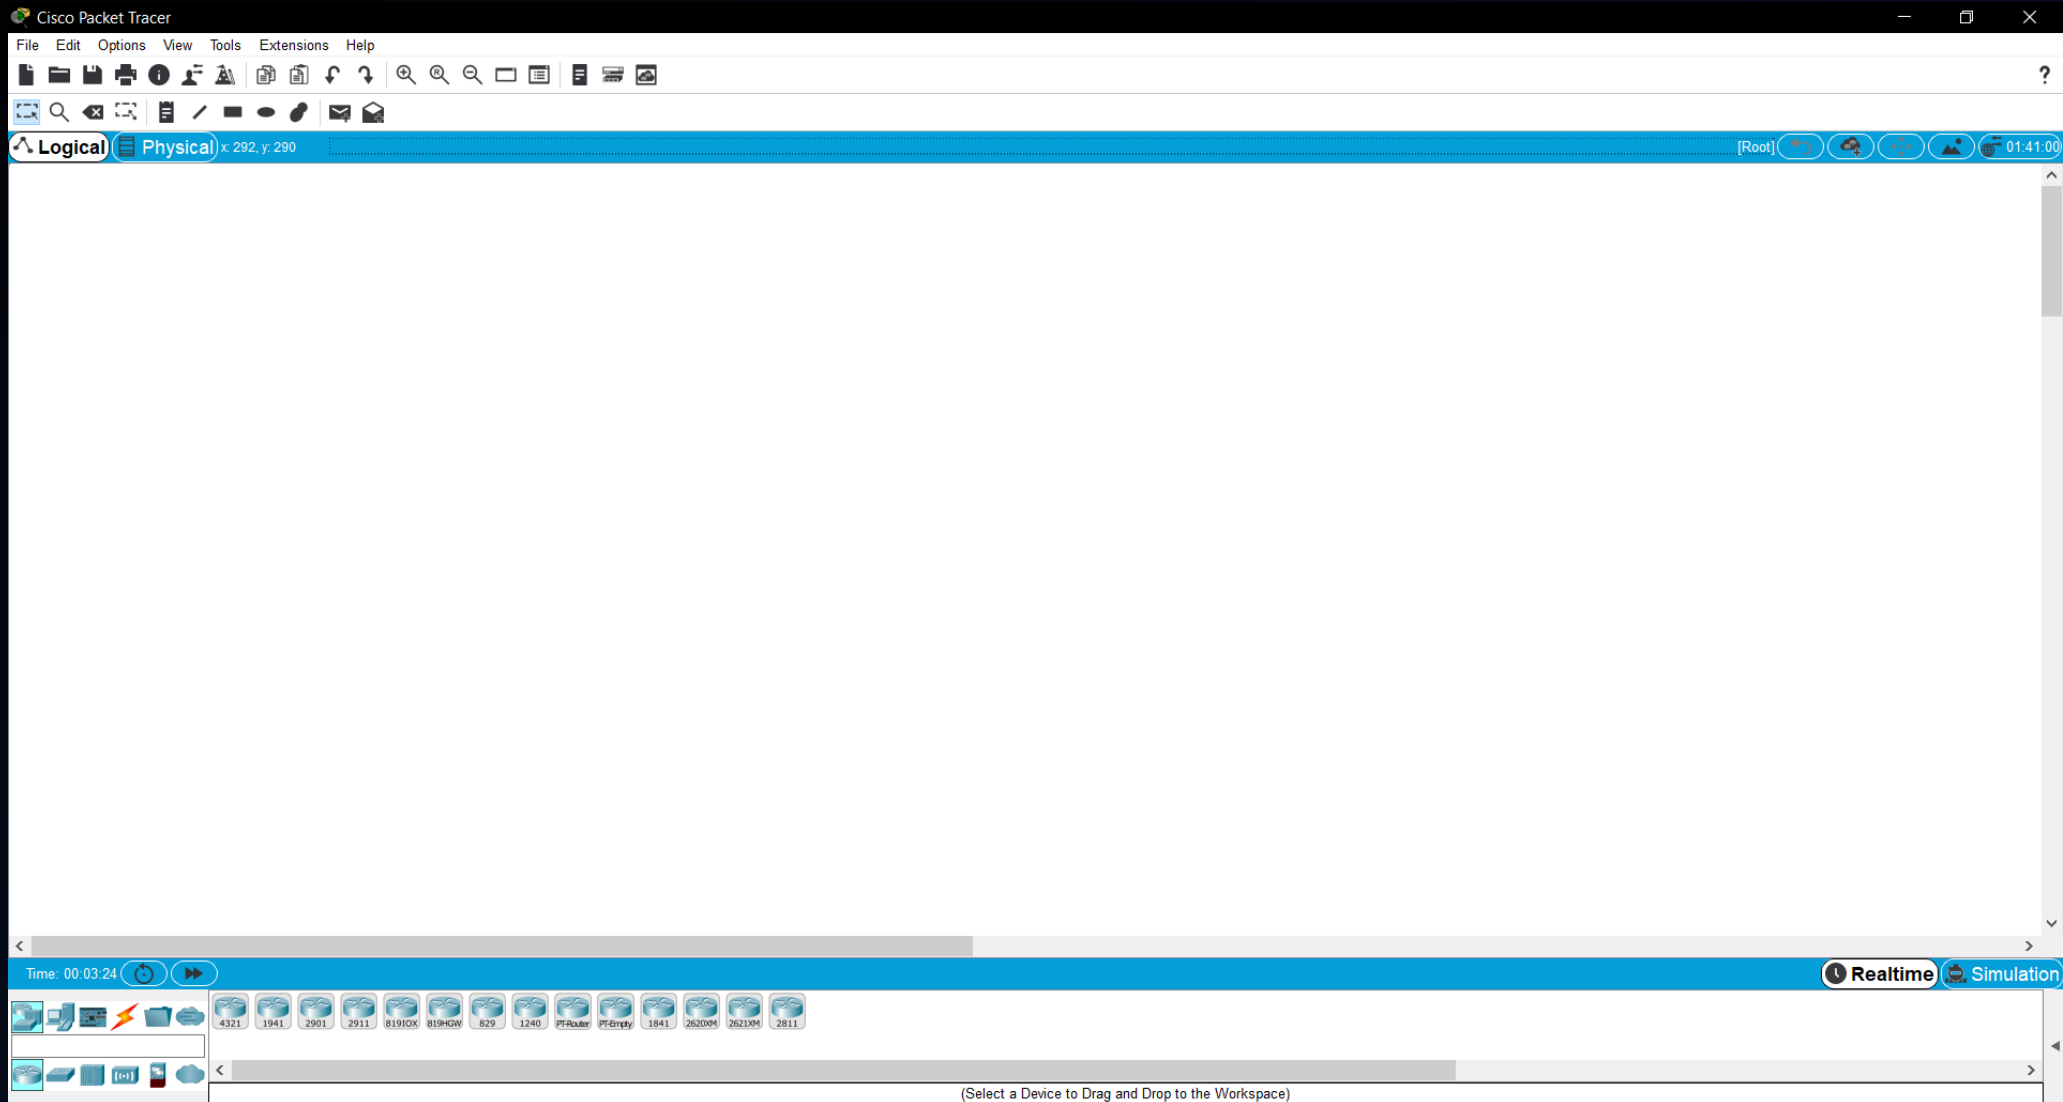 Cisco Packet Tracer
File Edit Options View Tools Extensions Help
?
Logical Physical x: 292, y: 290 [Root] 01:41:00
Time: 00:03:24 Realtime Simulation
4321 1941 2901 2911 819IOX 819HGW 829 1240 PT-Router PT-Empty 1841 2620XM 2621XM 2811
(Select a Device to Drag and Drop to the Workspace)